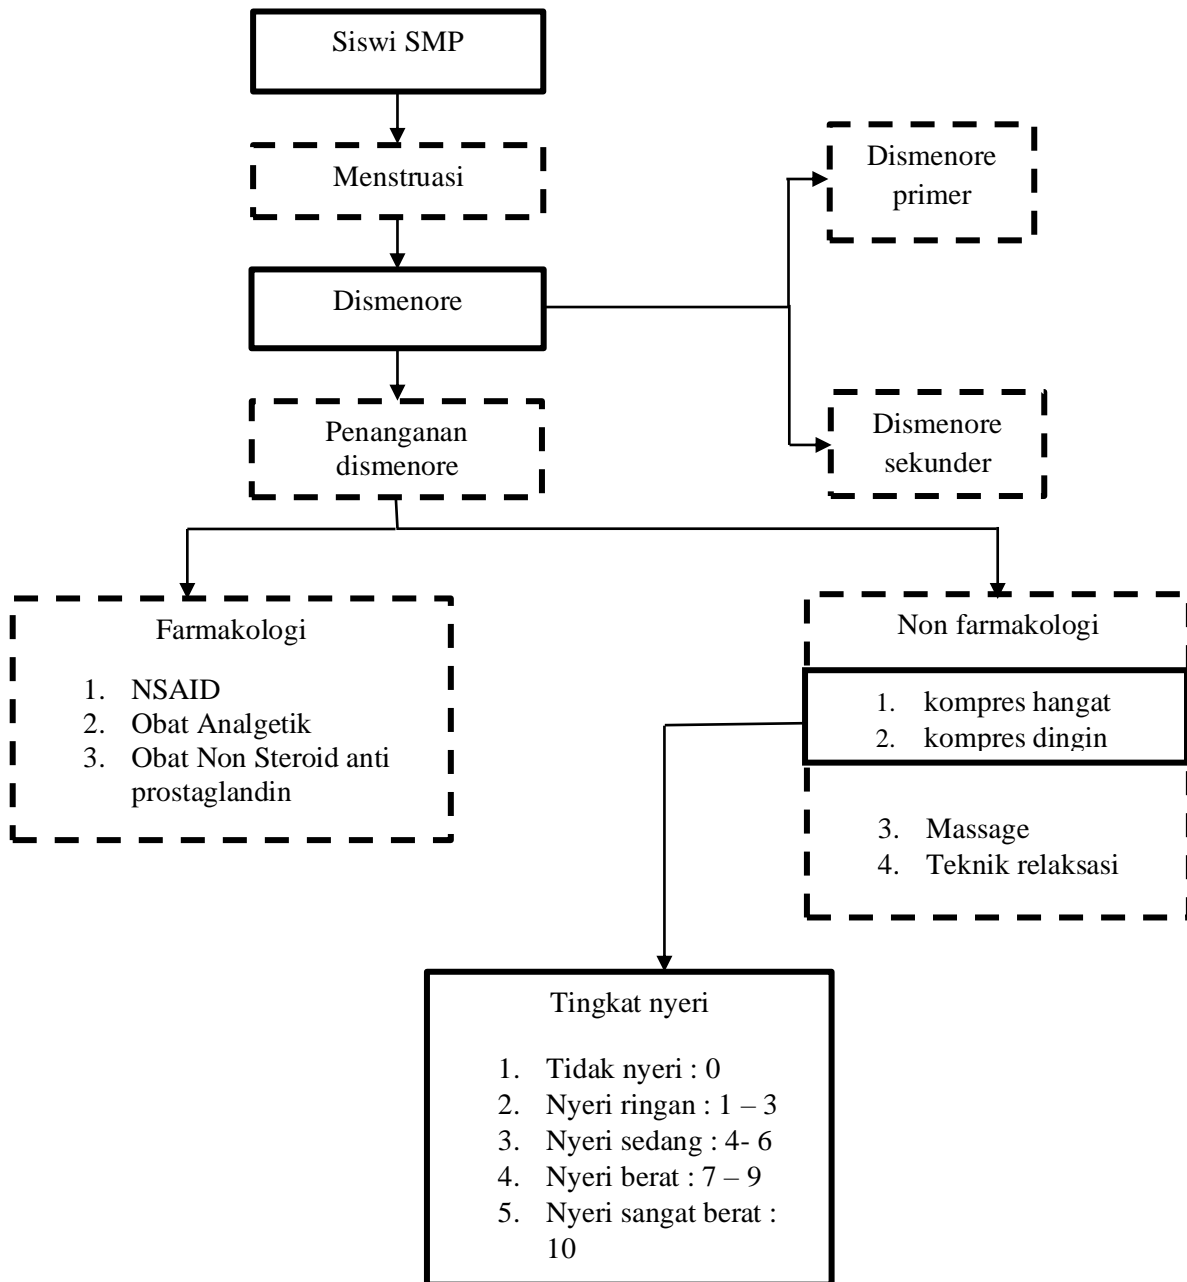 Siswi SMP
Menstruasi
Dismenore
primer
Dismenore
Penanganan
dismenore
Dismenore
sekunder
Farmakologi
1. NSAID
2. Obat Analgetik
3. Obat Non Steroid anti
prostaglandin
Non farmakologi
1. kompres hangat
2. kompres dingin
3. Massage
4. Teknik relaksasi
Tingkat nyeri
1. Tidak nyeri : 0
2. Nyeri ringan : 1 – 3
3. Nyeri sedang : 4- 6
4. Nyeri berat : 7 – 9
5. Nyeri sangat berat :
10